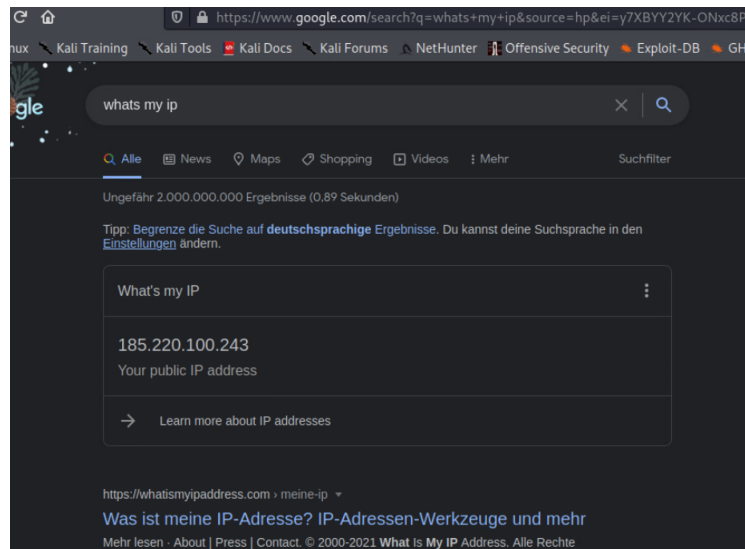 https://www.google.com/search?q=whats+my+ip&source=hp&ei=y7XBYY2YK-ONxc8P
nux Kali Training Kali Tools Kali Docs Kali Forums NetHunter Offensive Security Exploit-DB GH
gle
whats my ip
Alle News Maps Shopping Videos Mehr Suchfilter
Ungefähr 2.000.000.000 Ergebnisse (0,89 Sekunden)
Tipp: Begrenze die Suche auf deutschsprachige Ergebnisse. Du kannst deine Suchsprache in den
Einstellungen ändern.
What's my IP
185.220.100.243
Your public IP address
Learn more about IP addresses
https://whatismyipaddress.com › meine-ip
Was ist meine IP-Adresse? IP-Adressen-Werkzeuge und mehr
Mehr lesen · About | Press | Contact. © 2000-2021 What Is My IP Address. Alle Rechte